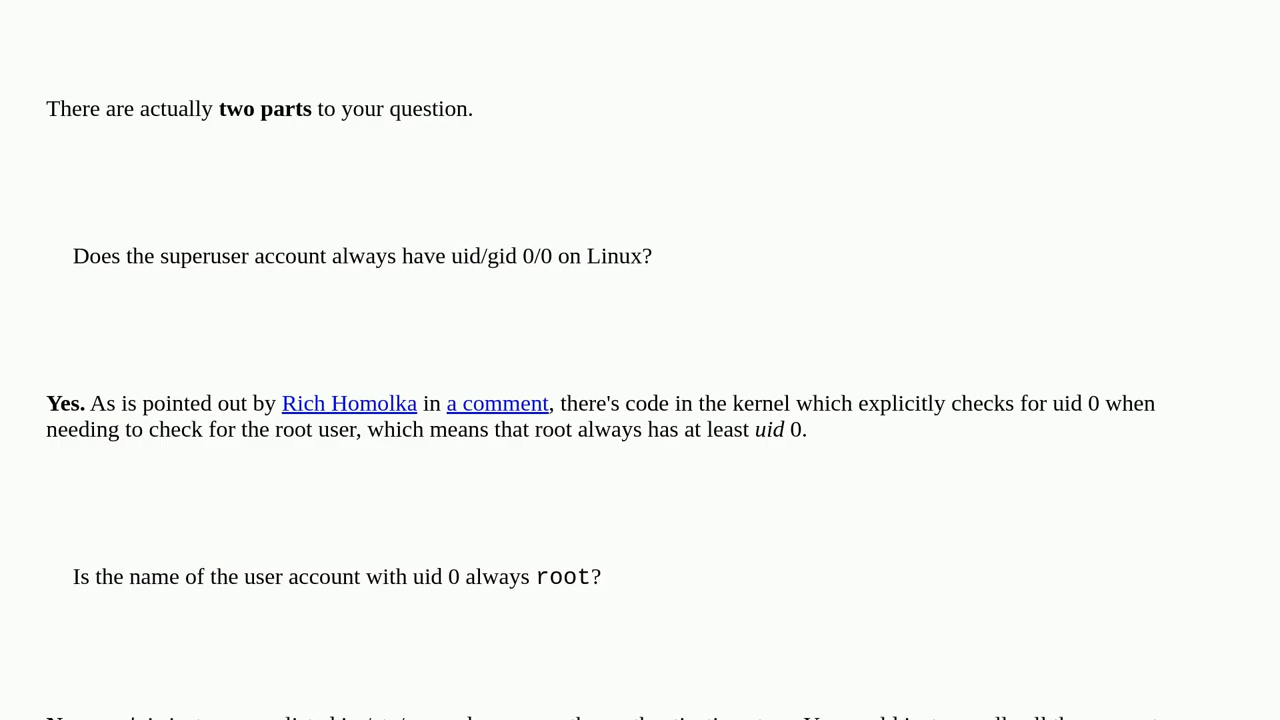 There are actually two parts to your question.
Does the superuser account always have uid/gid 0/0 on Linux?
Yes. As is pointed out by Rich Homolka in a comment, there's code in the kernel which explicitly checks for uid 0 when
needing to check for the root user, which means that root always has at least uid 0.
Is the name of the user account with uid 0 always root?